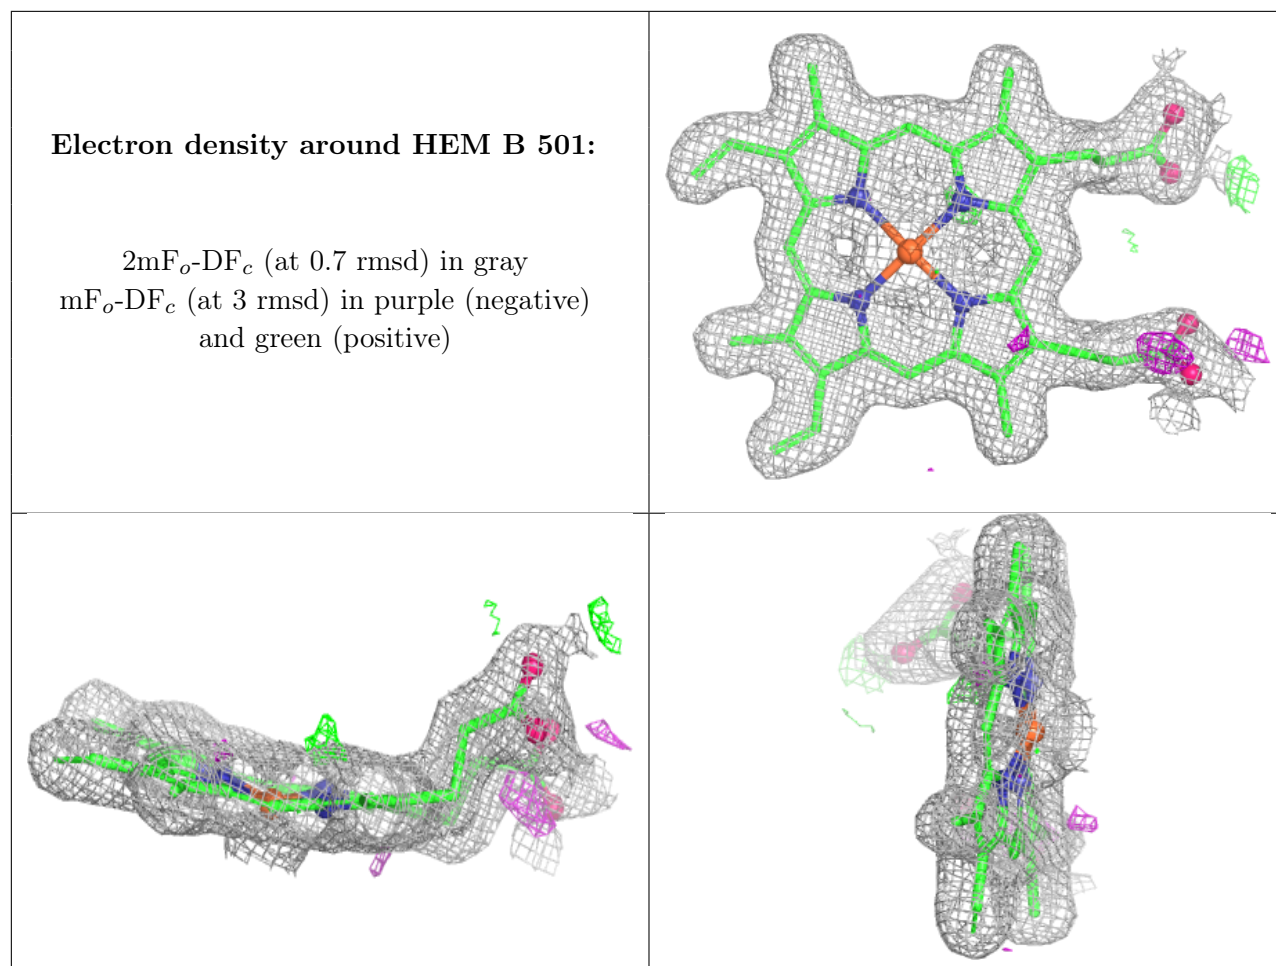 Electron density around HEM B 501:
2mFo-DFc (at 0.7 rmsd) in gray
mFo-DFc (at 3 rmsd) in purple (negative)
and green (positive)